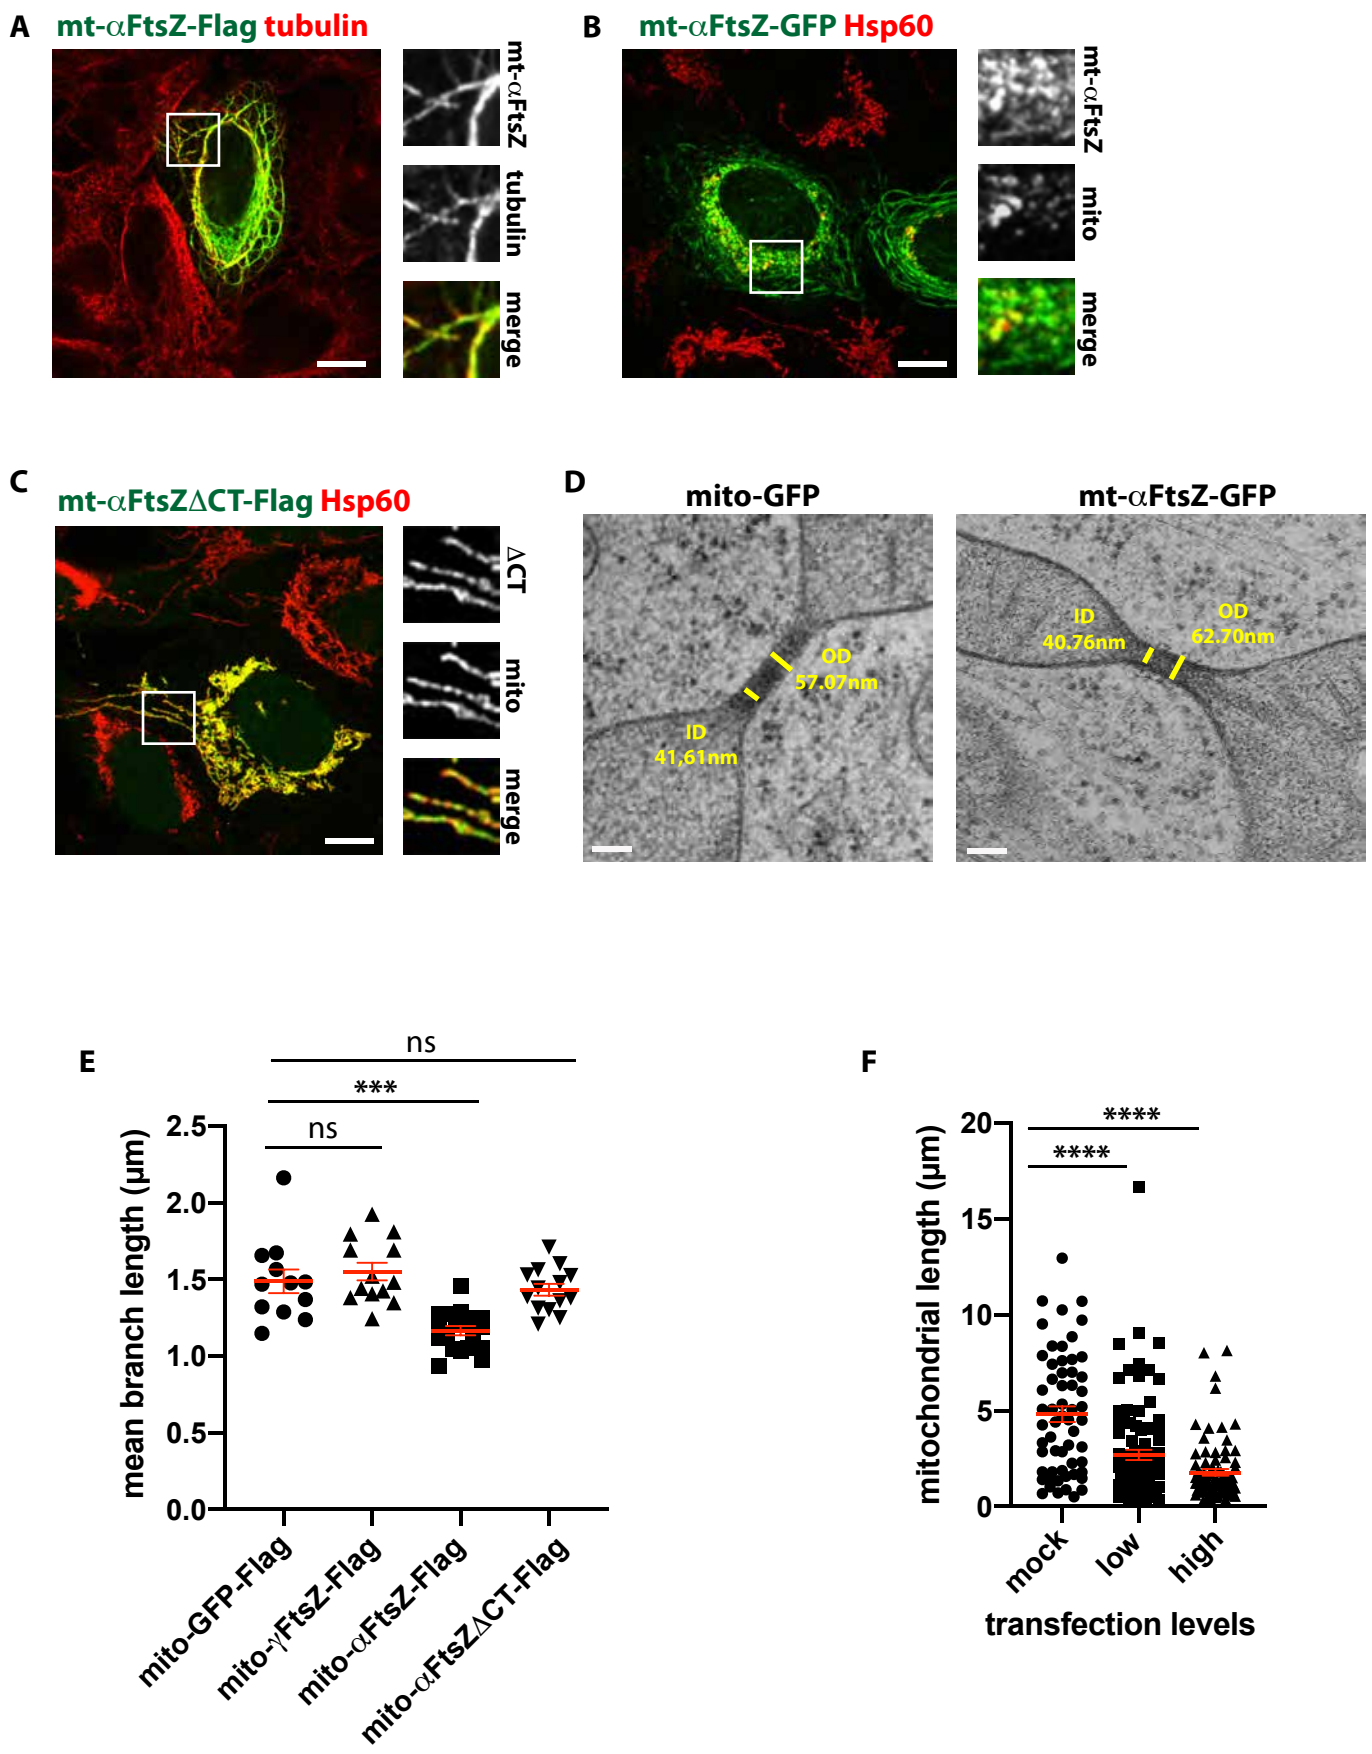 A
mt-αFtsZ-Flag tubulin
mt-αFtsZ
tubulin
merge
B
mt-αFtsZ-GFP Hsp60
mt-αFtsZ
mito
merge
C
mt-αFtsZΔCT-Flag Hsp60
ΔCT
mito
merge
D
mito-GFP
OD
57.07nm
ID
41,61nm
mt-αFtsZ-GFP
ID
40.76nm
OD
62.70nm
E
ns
***
ns
mean branch length (µm)
2.5
2.0
1.5
1.0
0.5
0.0
mito-GFP-Flag
mito-γFtsZ-Flag
mito-αFtsZ-Flag
mito-αFtsZΔCT-Flag
F
****
****
mitochondrial length (µm)
20
15
10
5
0
mock
low
high
transfection levels